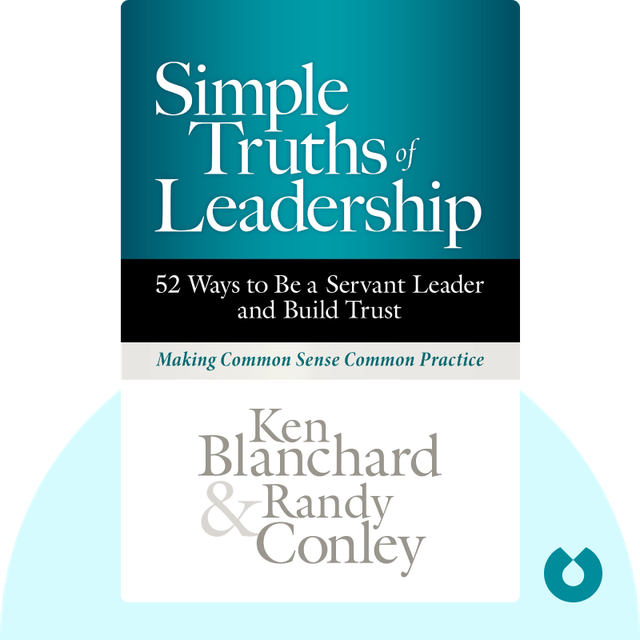 Simple
Truths of
Leadership
52 Ways to Be a Servant Leader
and Build Trust
Making Common Sense Common Practice
Ken
Blanchard
& Randy
Conley